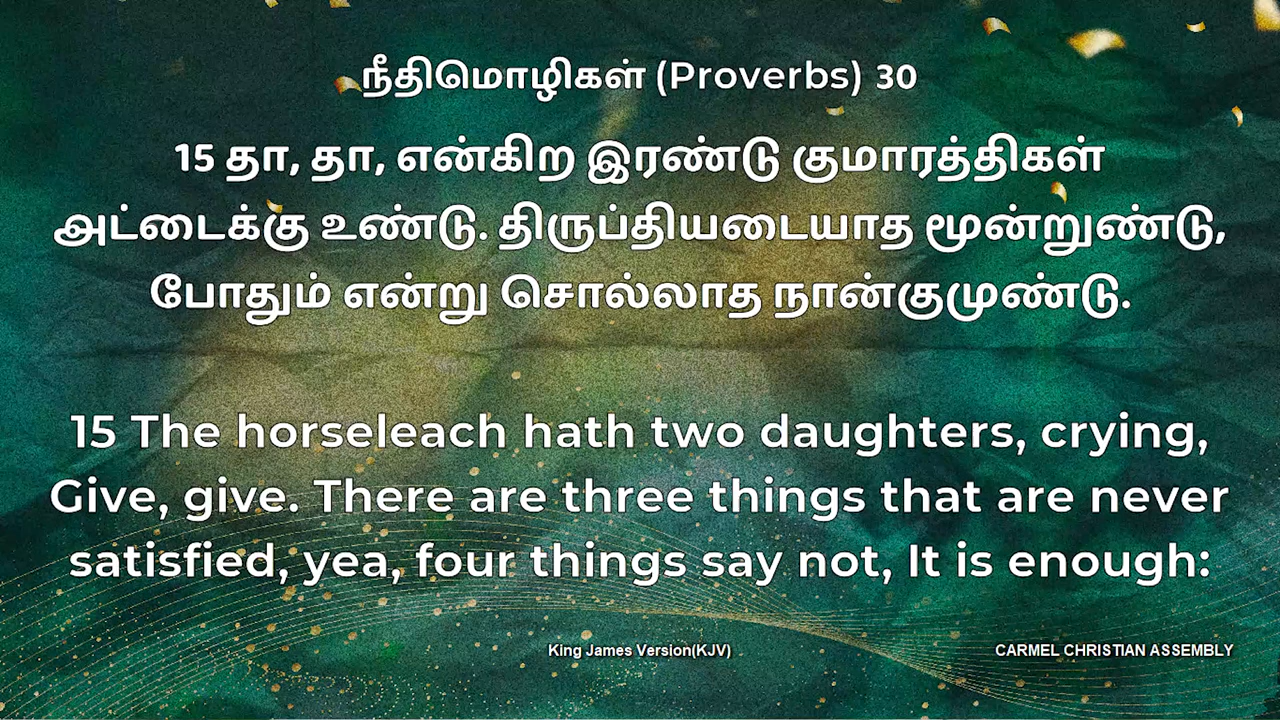 நீதிமொழிகள் (Proverbs) 30
15 தா, தா, என்கிற இரண்டு குமாரத்திகள்
அட்டைக்கு உண்டு. திருப்தியடையாத மூன்றுண்டு,
போதும் என்று சொல்லாத நான்குமுண்டு.
15 The horseleach hath two daughters, crying,
Give, give. There are three things that are never
satisfied, yea, four things say not, It is enough:
King James Version(KJV)
CARMEL CHRISTIAN ASSEMBLY